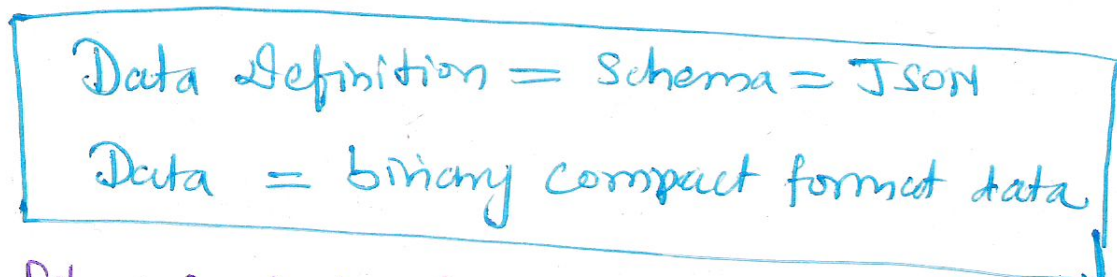 Data Definition = Schema = JSON
Data = binary compact format data